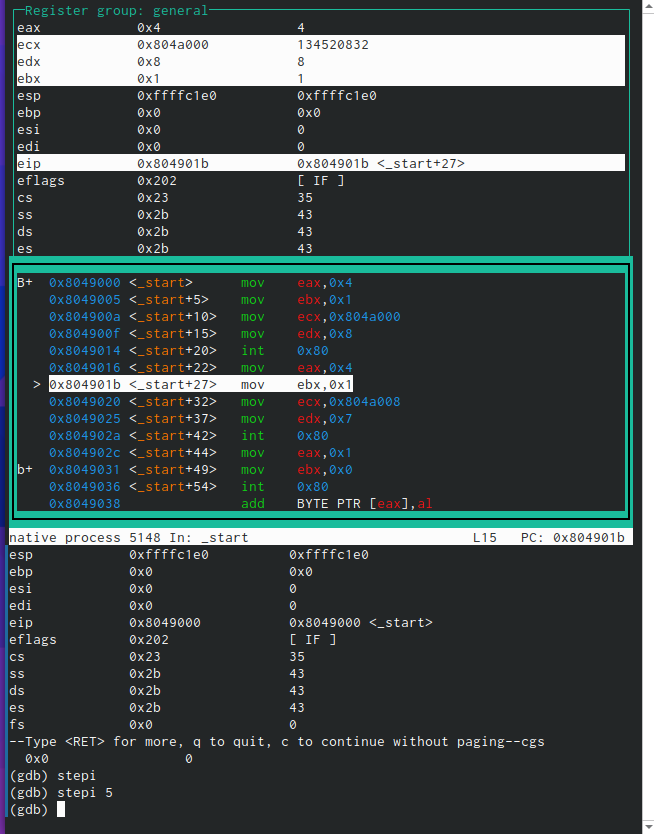 Register group: general
eax 0x4 4
ecx 0x804a000 134520832
edx 0x8 8
ebx 0x1 1
esp 0xffffc1e0 0xffffc1e0
ebp 0x0 0x0
esi 0x0 0
edi 0x0 0
eip 0x804901b 0x804901b <_start+27>
eflags 0x202 [ IF ]
cs 0x23 35
ss 0x2b 43
ds 0x2b 43
es 0x2b 43
B+ 0x8049000 <_start> mov eax,0x4
0x8049005 <_start+5> mov ebx,0x1
0x804900a <_start+10> mov ecx,0x804a000
0x804900f <_start+15> mov edx,0x8
0x8049014 <_start+20> int 0x80
0x8049016 <_start+22> mov eax,0x4
> 0x804901b <_start+27> mov ebx,0x1
0x8049020 <_start+32> mov ecx,0x804a008
0x8049025 <_start+37> mov edx,0x7
0x804902a <_start+42> int 0x80
0x804902c <_start+44> mov eax,0x1
b+ 0x8049031 <_start+49> mov ebx,0x0
0x8049036 <_start+54> int 0x80
0x8049038 add BYTE PTR [eax],al
native process 5148 In: _start L15 PC: 0x804901b
esp 0xffffc1e0 0xffffc1e0
ebp 0x0 0x0
esi 0x0 0
edi 0x0 0
eip 0x8049000 0x8049000 <_start>
eflags 0x202 [ IF ]
cs 0x23 35
ss 0x2b 43
ds 0x2b 43
es 0x2b 43
fs 0x0 0
--Type <RET> for more, q to quit, c to continue without paging--cgs
0x0 0
(gdb) stepi
(gdb) stepi 5
(gdb)